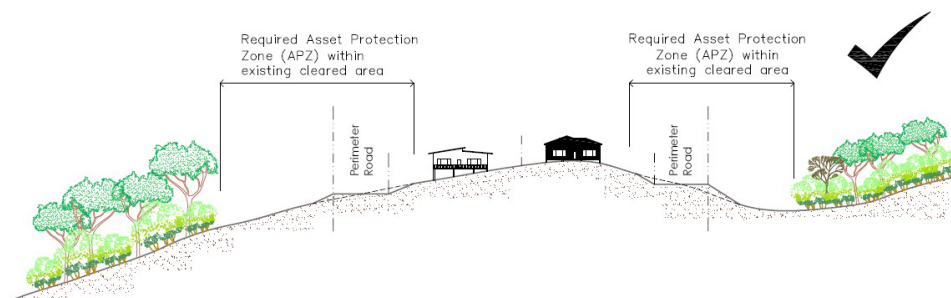 Required Asset Protection
Zone (APZ) within
existing cleared area
Required Asset Protection
Zone (APZ) within
existing cleared area
Perimeter
Road
Perimeter
Road